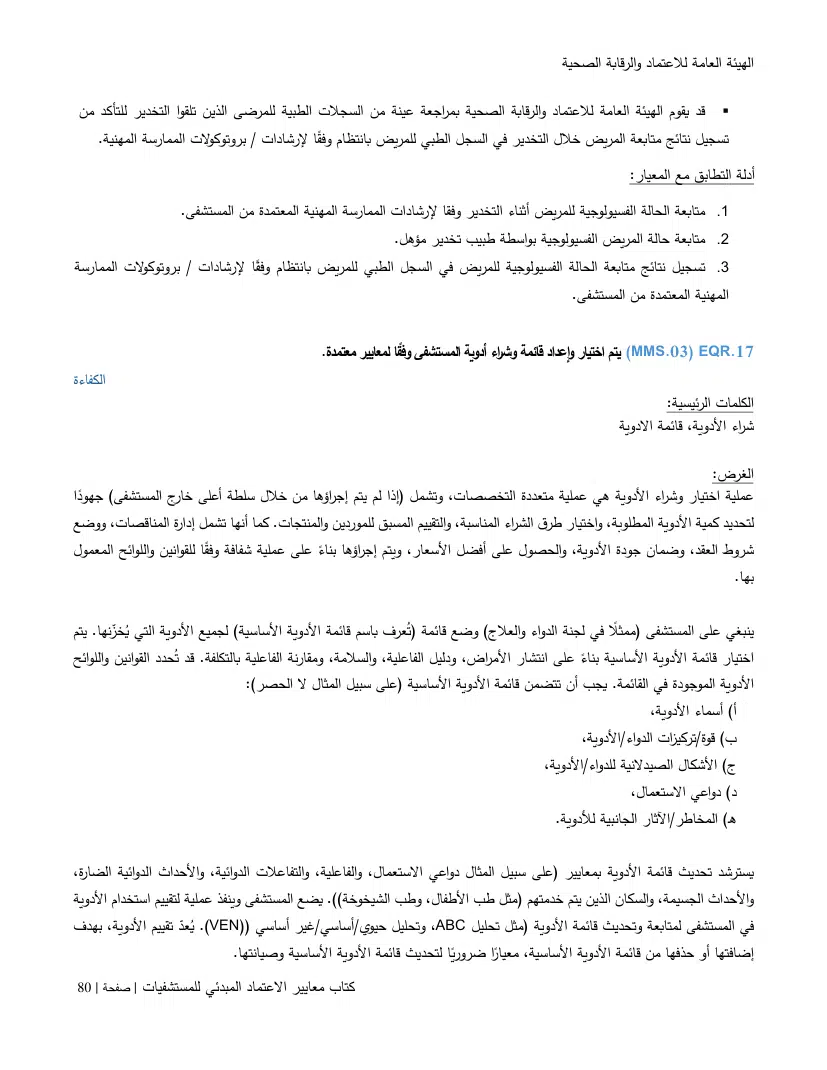 الهيئة العامة للاعتماد والرقابة الصحية
▪ قد يقوم الهيئة العامة للاعتماد والرقابة الصحية بمراجعة عينة من السجلات الطبية للمرضى الذين تلقوا التخدير للتأكد من
تسجيل نتائج متابعة المريض خلال التخدير في السجل الطبي للمريض بانتظام وفقًا لإرشادات / بروتوكولات الممارسة المهنية.
أدلة التطابق مع المعيار:
1. متابعة الحالة الفسيولوجية للمريض أثناء التخدير وفقا لإرشادات الممارسة المهنية المعتمدة من المستشفى.
2. متابعة حالة المريض الفسيولوجية بواسطة طبيب تخدير مؤهل.
3. تسجيل نتائج متابعة الحالة الفسيولوجية للمريض في السجل الطبي للمريض بانتظام وفقًا لإرشادات / بروتوكولات الممارسة
المهنية المعتمدة من المستشفى.
EQR.17 (MMS.03) يتم اختيار وإعداد قائمة وشراء أدوية المستشفى وفقًا لمعايير معتمدة.
الكفاءة
الكلمات الرئيسية:
شراء الأدوية، قائمة الادوية
الغرض:
عملية اختيار وشراء الأدوية هي عملية متعددة التخصصات، وتشمل (إذا لم يتم إجراؤها من خلال سلطة أعلى خارج المستشفى) جهودًا
لتحديد كمية الأدوية المطلوبة، واختيار طرق الشراء المناسبة، والتقييم المسبق للموردين والمنتجات. كما أنها تشمل إدارة المناقصات، ووضع
شروط العقد، وضمان جودة الأدوية، والحصول على أفضل الأسعار، ويتم إجراؤها بناءً على عملية شفافة وفقًا للقوانين واللوائح المعمول
بها.
ينبغي على المستشفى (ممثلًا في لجنة الدواء والعلاج) وضع قائمة (تُعرف باسم قائمة الأدوية الأساسية) لجميع الأدوية التي يُخزّنها. يتم
اختيار قائمة الأدوية الأساسية بناءً على انتشار الأمراض، ودليل الفاعلية، والسلامة، ومقارنة الفاعلية بالتكلفة. قد تُحدد القوانين واللوائح
الأدوية الموجودة في القائمة. يجب أن تتضمن قائمة الأدوية الأساسية (على سبيل المثال لا الحصر):
أ) أسماء الأدوية،
ب) قوة/تركيزات الدواء/الأدوية،
ج) الأشكال الصيدلانية للدواء/الأدوية،
د) دواعي الاستعمال،
ه) المخاطر/الآثار الجانبية للأدوية.
يسترشد تحديث قائمة الأدوية بمعايير (على سبيل المثال دواعي الاستعمال، والفاعلية، والتفاعلات الدوائية، والأحداث الدوائية الضارة،
والأحداث الجسيمة، والسكان الذين يتم خدمتهم (مثل طب الأطفال، وطب الشيخوخة)). يضع المستشفى وينفذ عملية لتقييم استخدام الأدوية
في المستشفى لمتابعة وتحديث قائمة الأدوية (مثل تحليل ABC، وتحليل حيوي/أساسي/غير أساسي ((VEN). يُعدّ تقييم الأدوية، بهدف
إضافتها أو حذفها من قائمة الأدوية الأساسية، معيارًا ضروريًا لتحديث قائمة الأدوية الأساسية وصيانتها.
كتاب معايير الاعتماد المبدئي للمستشفيات | صفحة | 80